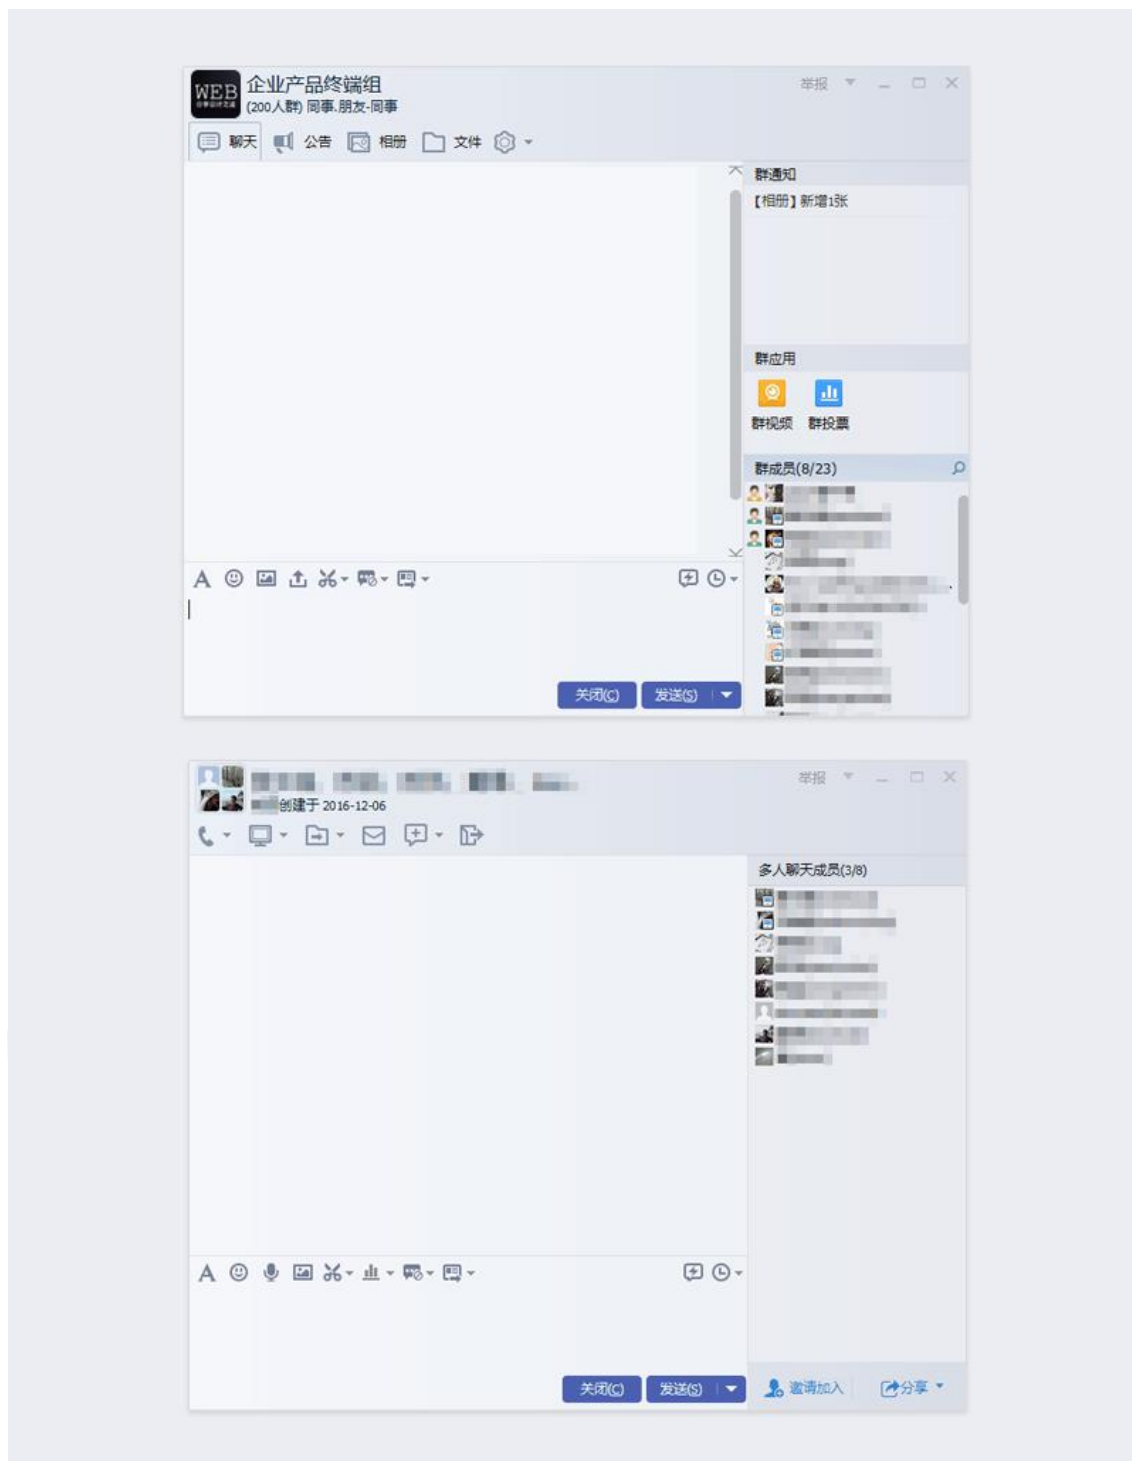 WEB
企业产品终端组
(200人群) 同事.朋友-同事
举报
聊天 公告 相册 文件
群通知
【相册】新增1张
群应用
群视频 群投票
群成员(8/23)
关闭(C) 发送(S)
举报
创建于 2016-12-06
多人聊天成员(3/8)
关闭(C) 发送(S)
邀请加入 分享